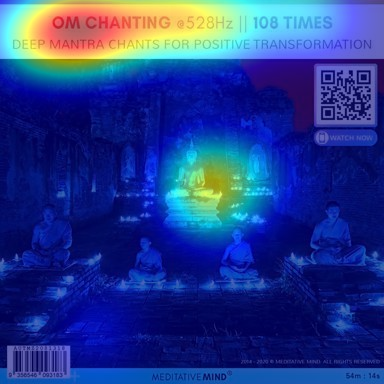 OM CHANTING @528Hz || 108 TIMES
DEEP MANTRA CHANTS FOR POSITIVE TRANSFORMATION
WATCH NOW
MEDITATIVE MIND®
54m : 14s